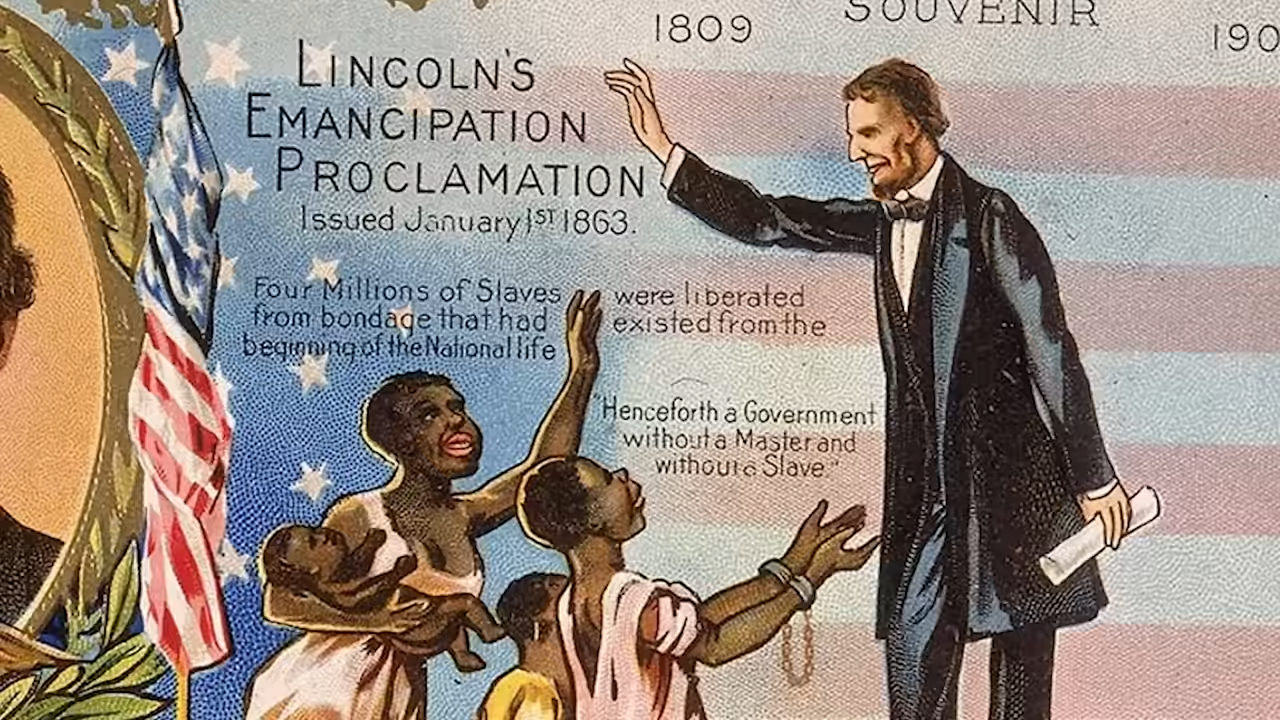 1809
SOUVENIR
190
LINCOLN'S
EMANCIPATION
PROCLAMATION
Issued January 1ST 1863.
Four Millions of Slaves were liberated
from bondage that had existed from the
beginning of the National life
"Henceforth a Government
without a Master and
without a Slave."